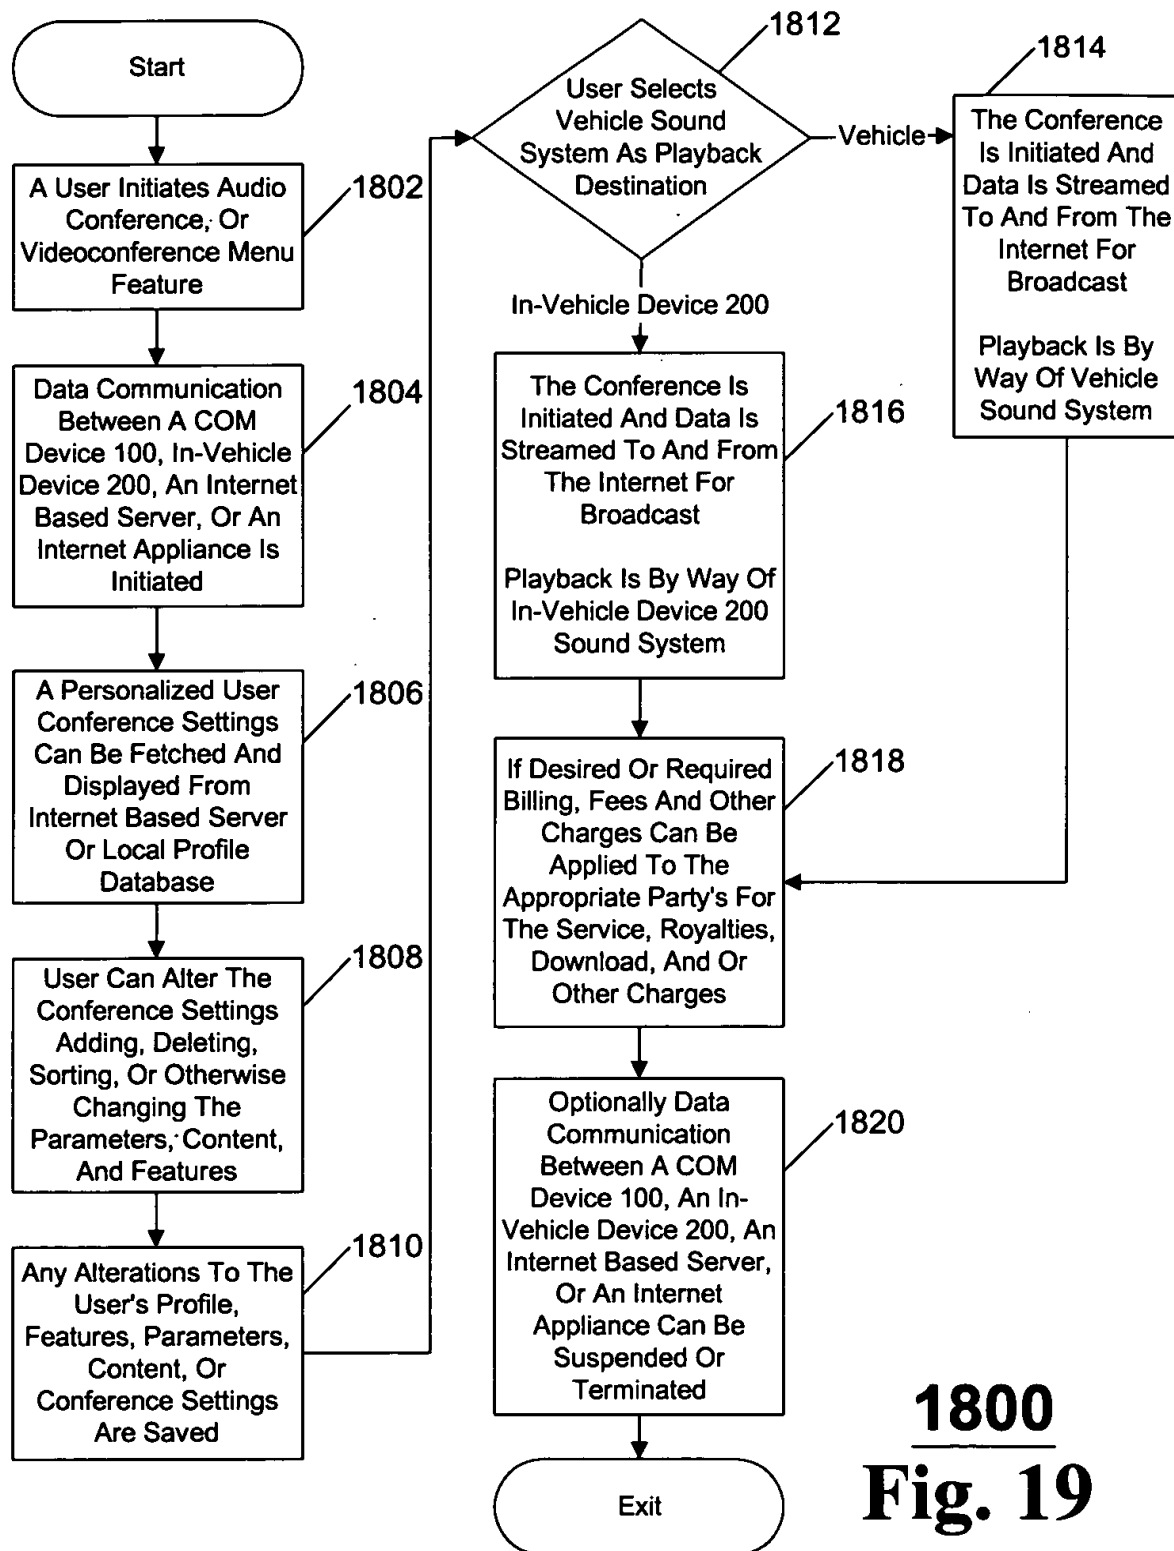 Start
A User Initiates Audio
Conference, Or
Videoconference Menu
Feature
1802
Data Communication
Between A COM
Device 100, In-Vehicle
Device 200, An Internet
Based Server, Or An
Internet Appliance Is
Initiated
1804
A Personalized User
Conference Settings
Can Be Fetched And
Displayed From
Internet Based Server
Or Local Profile
Database
1806
User Can Alter The
Conference Settings
Adding, Deleting,
Sorting, Or Otherwise
Changing The
Parameters, Content,
And Features
1808
Any Alterations To The
User's Profile,
Features, Parameters,
Content, Or
Conference Settings
Are Saved
1810
User Selects
Vehicle Sound
System As Playback
Destination
1812
Vehicle
In-Vehicle Device 200
The Conference
Is Initiated And
Data Is Streamed
To And From The
Internet For
Broadcast
Playback Is By
Way Of Vehicle
Sound System
1814
The Conference Is
Initiated And Data Is
Streamed To And From
The Internet For
Broadcast
Playback Is By Way Of
In-Vehicle Device 200
Sound System
1816
If Desired Or Required
Billing, Fees And Other
Charges Can Be
Applied To The
Appropriate Party's For
The Service, Royalties,
Download, And Or
Other Charges
1818
Optionally Data
Communication
Between A COM
Device 100, An In-
Vehicle Device 200, An
Internet Based Server,
Or An Internet
Appliance Can Be
Suspended Or
Terminated
1820
Exit
1800
Fig. 19